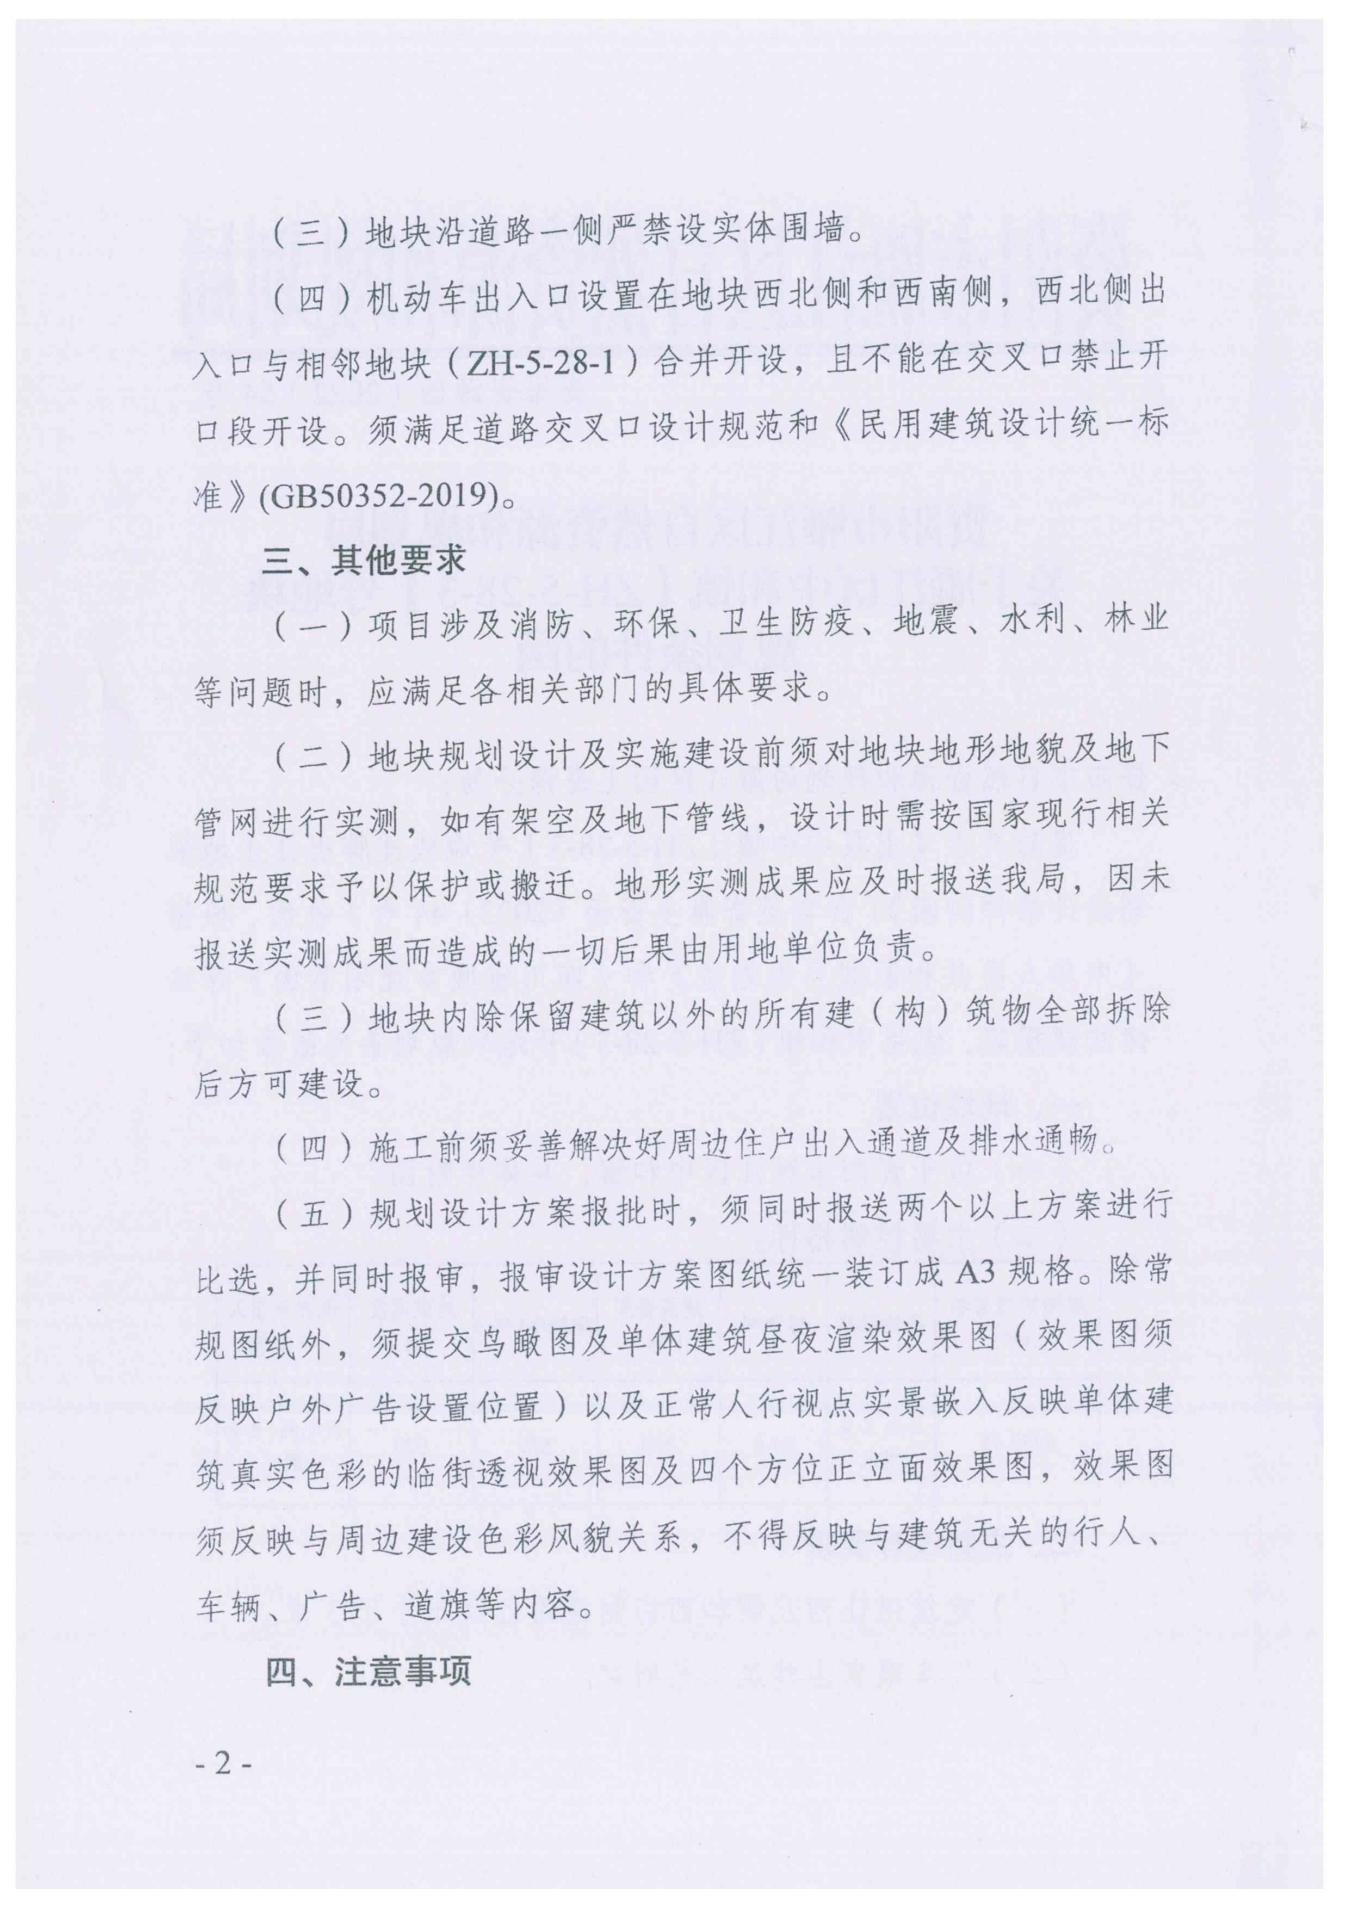 （三）地块沿道路一侧严禁设实体围墙。
（四）机动车出入口设置在地块西北侧和西南侧，西北侧出
入口与相邻地块（ZH-5-28-1）合并开设，且不能在交叉口禁止开
口段开设。须满足道路交叉口设计规范和《民用建筑设计统一标
准》(GB50352-2019)。
三、其他要求
（一）项目涉及消防、环保、卫生防疫、地震、水利、林业
等问题时，应满足各相关部门的具体要求。
（二）地块规划设计及实施建设前须对地块地形地貌及地下
管网进行实测，如有架空及地下管线，设计时需按国家现行相关
规范要求予以保护或搬迁。地形实测成果应及时报送我局，因未
报送实测成果而造成的一切后果由用地单位负责。
（三）地块内除保留建筑以外的所有建（构）筑物全部拆除
后方可建设。
（四）施工前须妥善解决好周边住户出入通道及排水通畅。
（五）规划设计方案报批时，须同时报送两个以上方案进行
比选，并同时报审，报审设计方案图纸统一装订成 A3 规格。除常
规图纸外，须提交鸟瞰图及单体建筑昼夜渲染效果图（效果图须
反映户外广告设置位置）以及正常人行视点实景嵌入反映单体建
筑真实色彩的临街透视效果图及四个方位正立面效果图，效果图
须反映与周边建设色彩风貌关系，不得反映与建筑无关的行人、
车辆、广告、道旗等内容。
四、注意事项
- 2 -